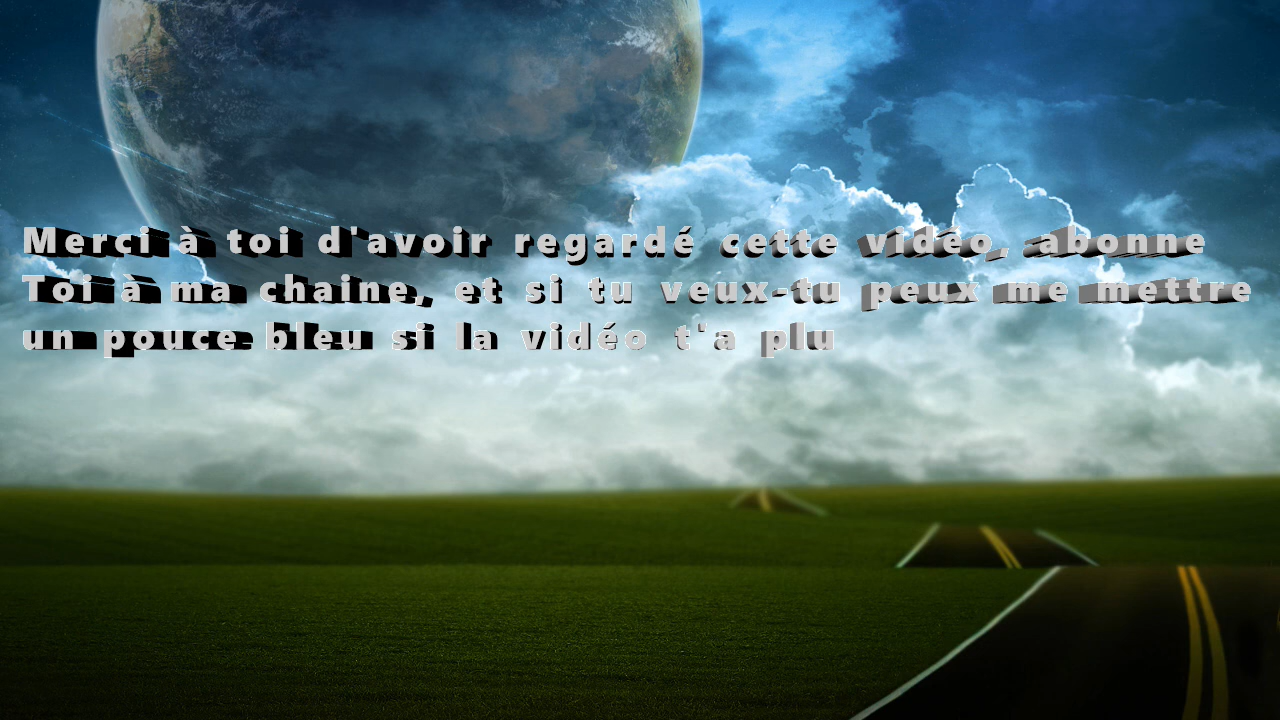 Merci à toi d'avoir regardé cette vidéo, abonne
Toi à ma chaine, et si tu veux-tu peux me mettre
un pouce bleu si la vidéo t'a plu